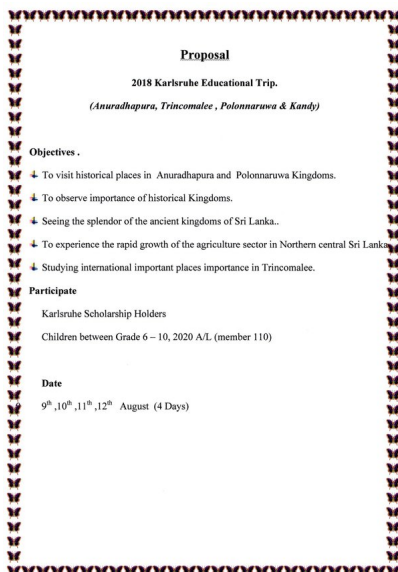 Proposal
2018 Karlsruhe Educational Trip.
(Anuradhapura, Trincomalee , Polonnaruwa & Kandy)
Objectives .
To visit historical places in Anuradhapura and Polonnaruwa Kingdoms.
To observe importance of historical Kingdoms.
Seeing the splendor of the ancient kingdoms of Sri Lanka..
To experience the rapid growth of the agriculture sector in Northern central Sri Lanka
Studying international important places importance in Trincomalee.
Participate
Karlsruhe Scholarship Holders
Children between Grade 6 – 10, 2020 A/L (member 110)
Date
9th ,10th ,11th ,12th August (4 Days)